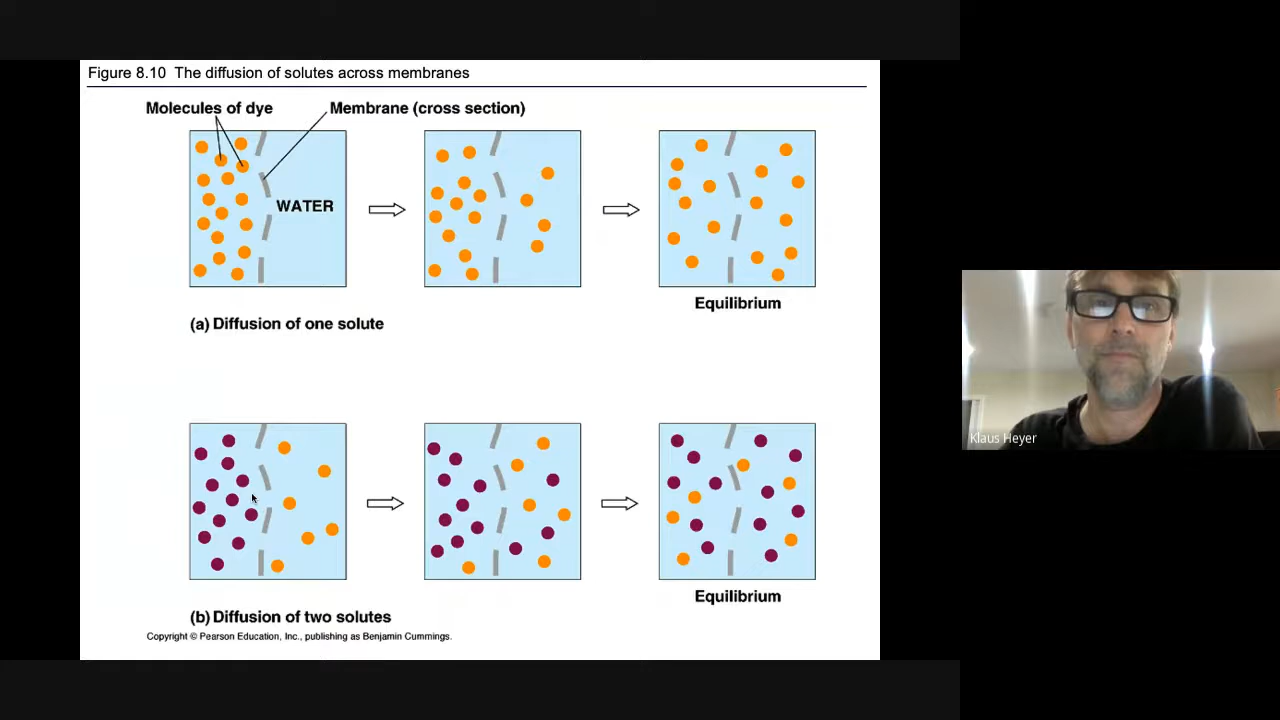 Figure 8.10 The diffusion of solutes across membranes
Molecules of dye
Membrane (cross section)
WATER
Equilibrium
(a) Diffusion of one solute
Klaus Heyer
Equilibrium
(b) Diffusion of two solutes
Copyright © Pearson Education, Inc., publishing as Benjamin Cummings.